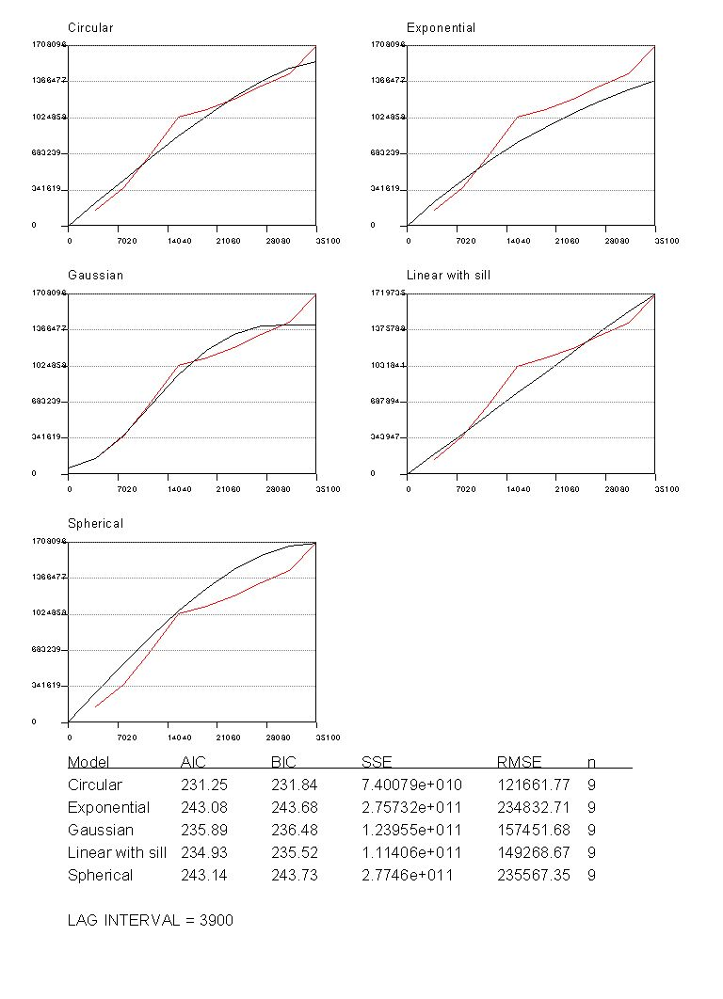 Circular Exponential
1708096 1708096
1366477 1366477
1024858 1024858
683239 683239
341619 341619
0 0
0 7020 14040 21060 28080 35100 0 7020 14040 21060 28080 35100
Gaussian Linear with sill
1708096 1719735
1366477 1375788
1024858 1031841
683239 687894
341619 343947
0 0
0 7020 14040 21060 28080 35100 0 7020 14040 21060 28080 35100
Spherical
1708096
1366477
1024858
683239
341619
0
0 7020 14040 21060 28080 35100
Model AIC BIC SSE RMSE n
Circular 231.25 231.84 7.40079e+010 121661.77 9
Exponential 243.08 243.68 2.75732e+011 234832.71 9
Gaussian 235.89 236.48 1.23955e+011 157451.68 9
Linear with sill 234.93 235.52 1.11406e+011 149268.67 9
Spherical 243.14 243.73 2.7746e+011 235567.35 9
LAG INTERVAL = 3900